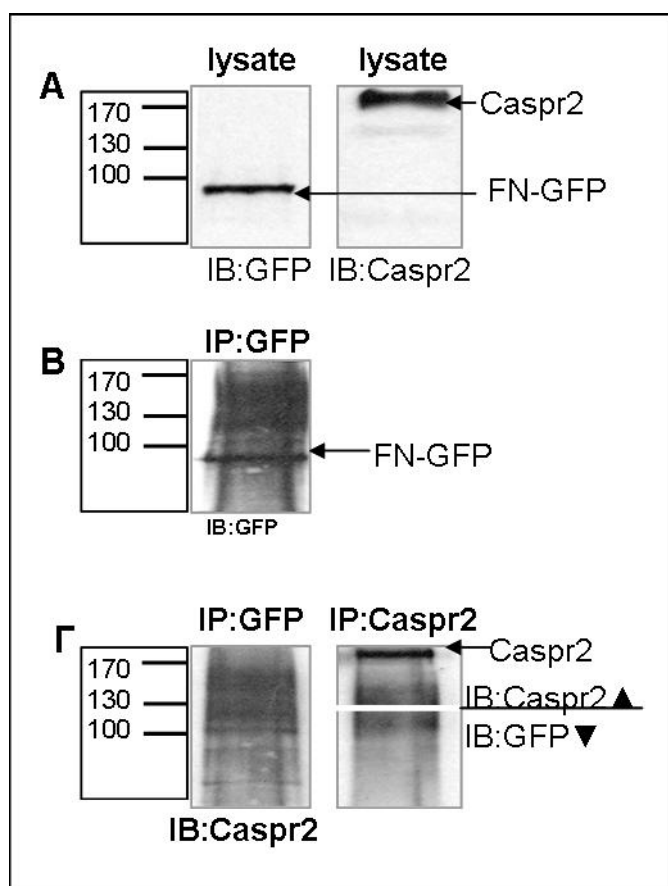 A
lysate
lysate
170
130
100
Caspr2
FN-GFP
IB:GFP
IB:Caspr2
B
IP:GFP
170
130
100
FN-GFP
IB:GFP
Γ
IP:GFP
IP:Caspr2
170
130
100
Caspr2
IB:Caspr2 ▲
IB:GFP ▼
IB:Caspr2